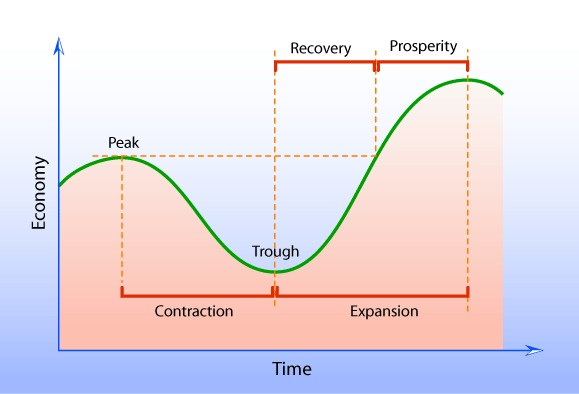 Recovery
Prosperity
Peak
Economy
Trough
Contraction
Expansion
Time